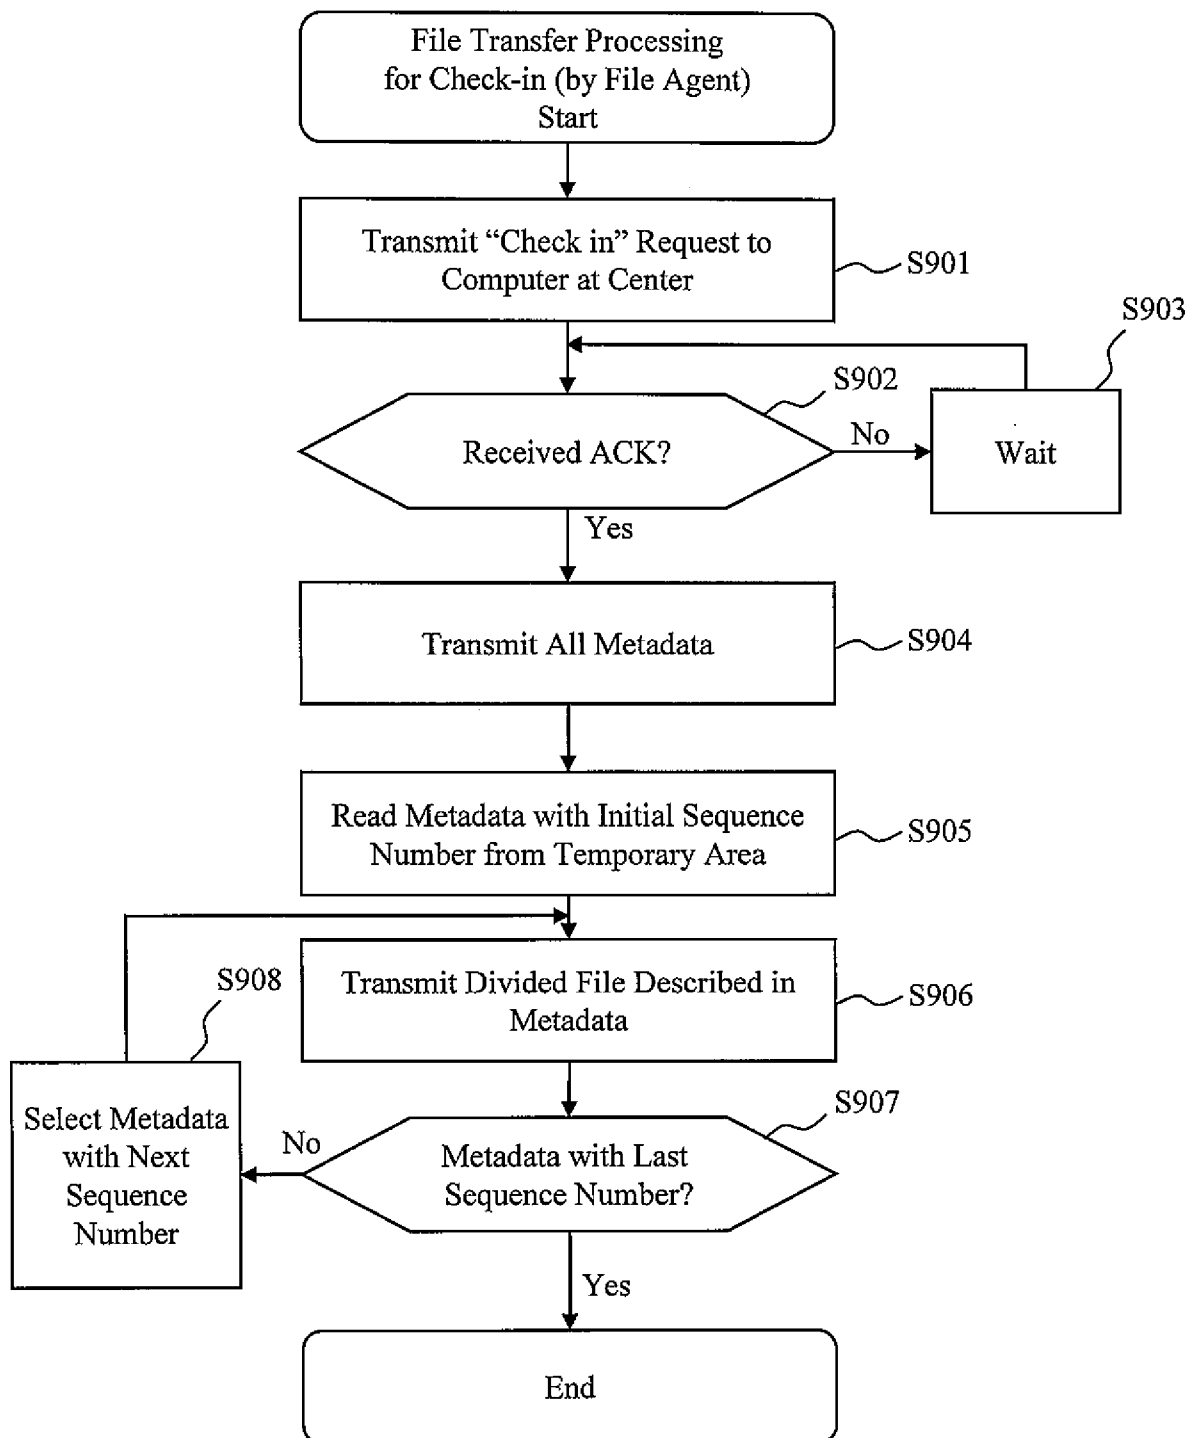 File Transfer Processing
for Check-in (by File Agent)
Start
Transmit “Check in” Request to
Computer at Center
S901
S903
S902
Received ACK?
No
Wait
Yes
Transmit All Metadata
S904
Read Metadata with Initial Sequence
Number from Temporary Area
S905
Transmit Divided File Described in
Metadata
S906
S908
Select Metadata
with Next
Sequence
Number
No
S907
Metadata with Last
Sequence Number?
Yes
End